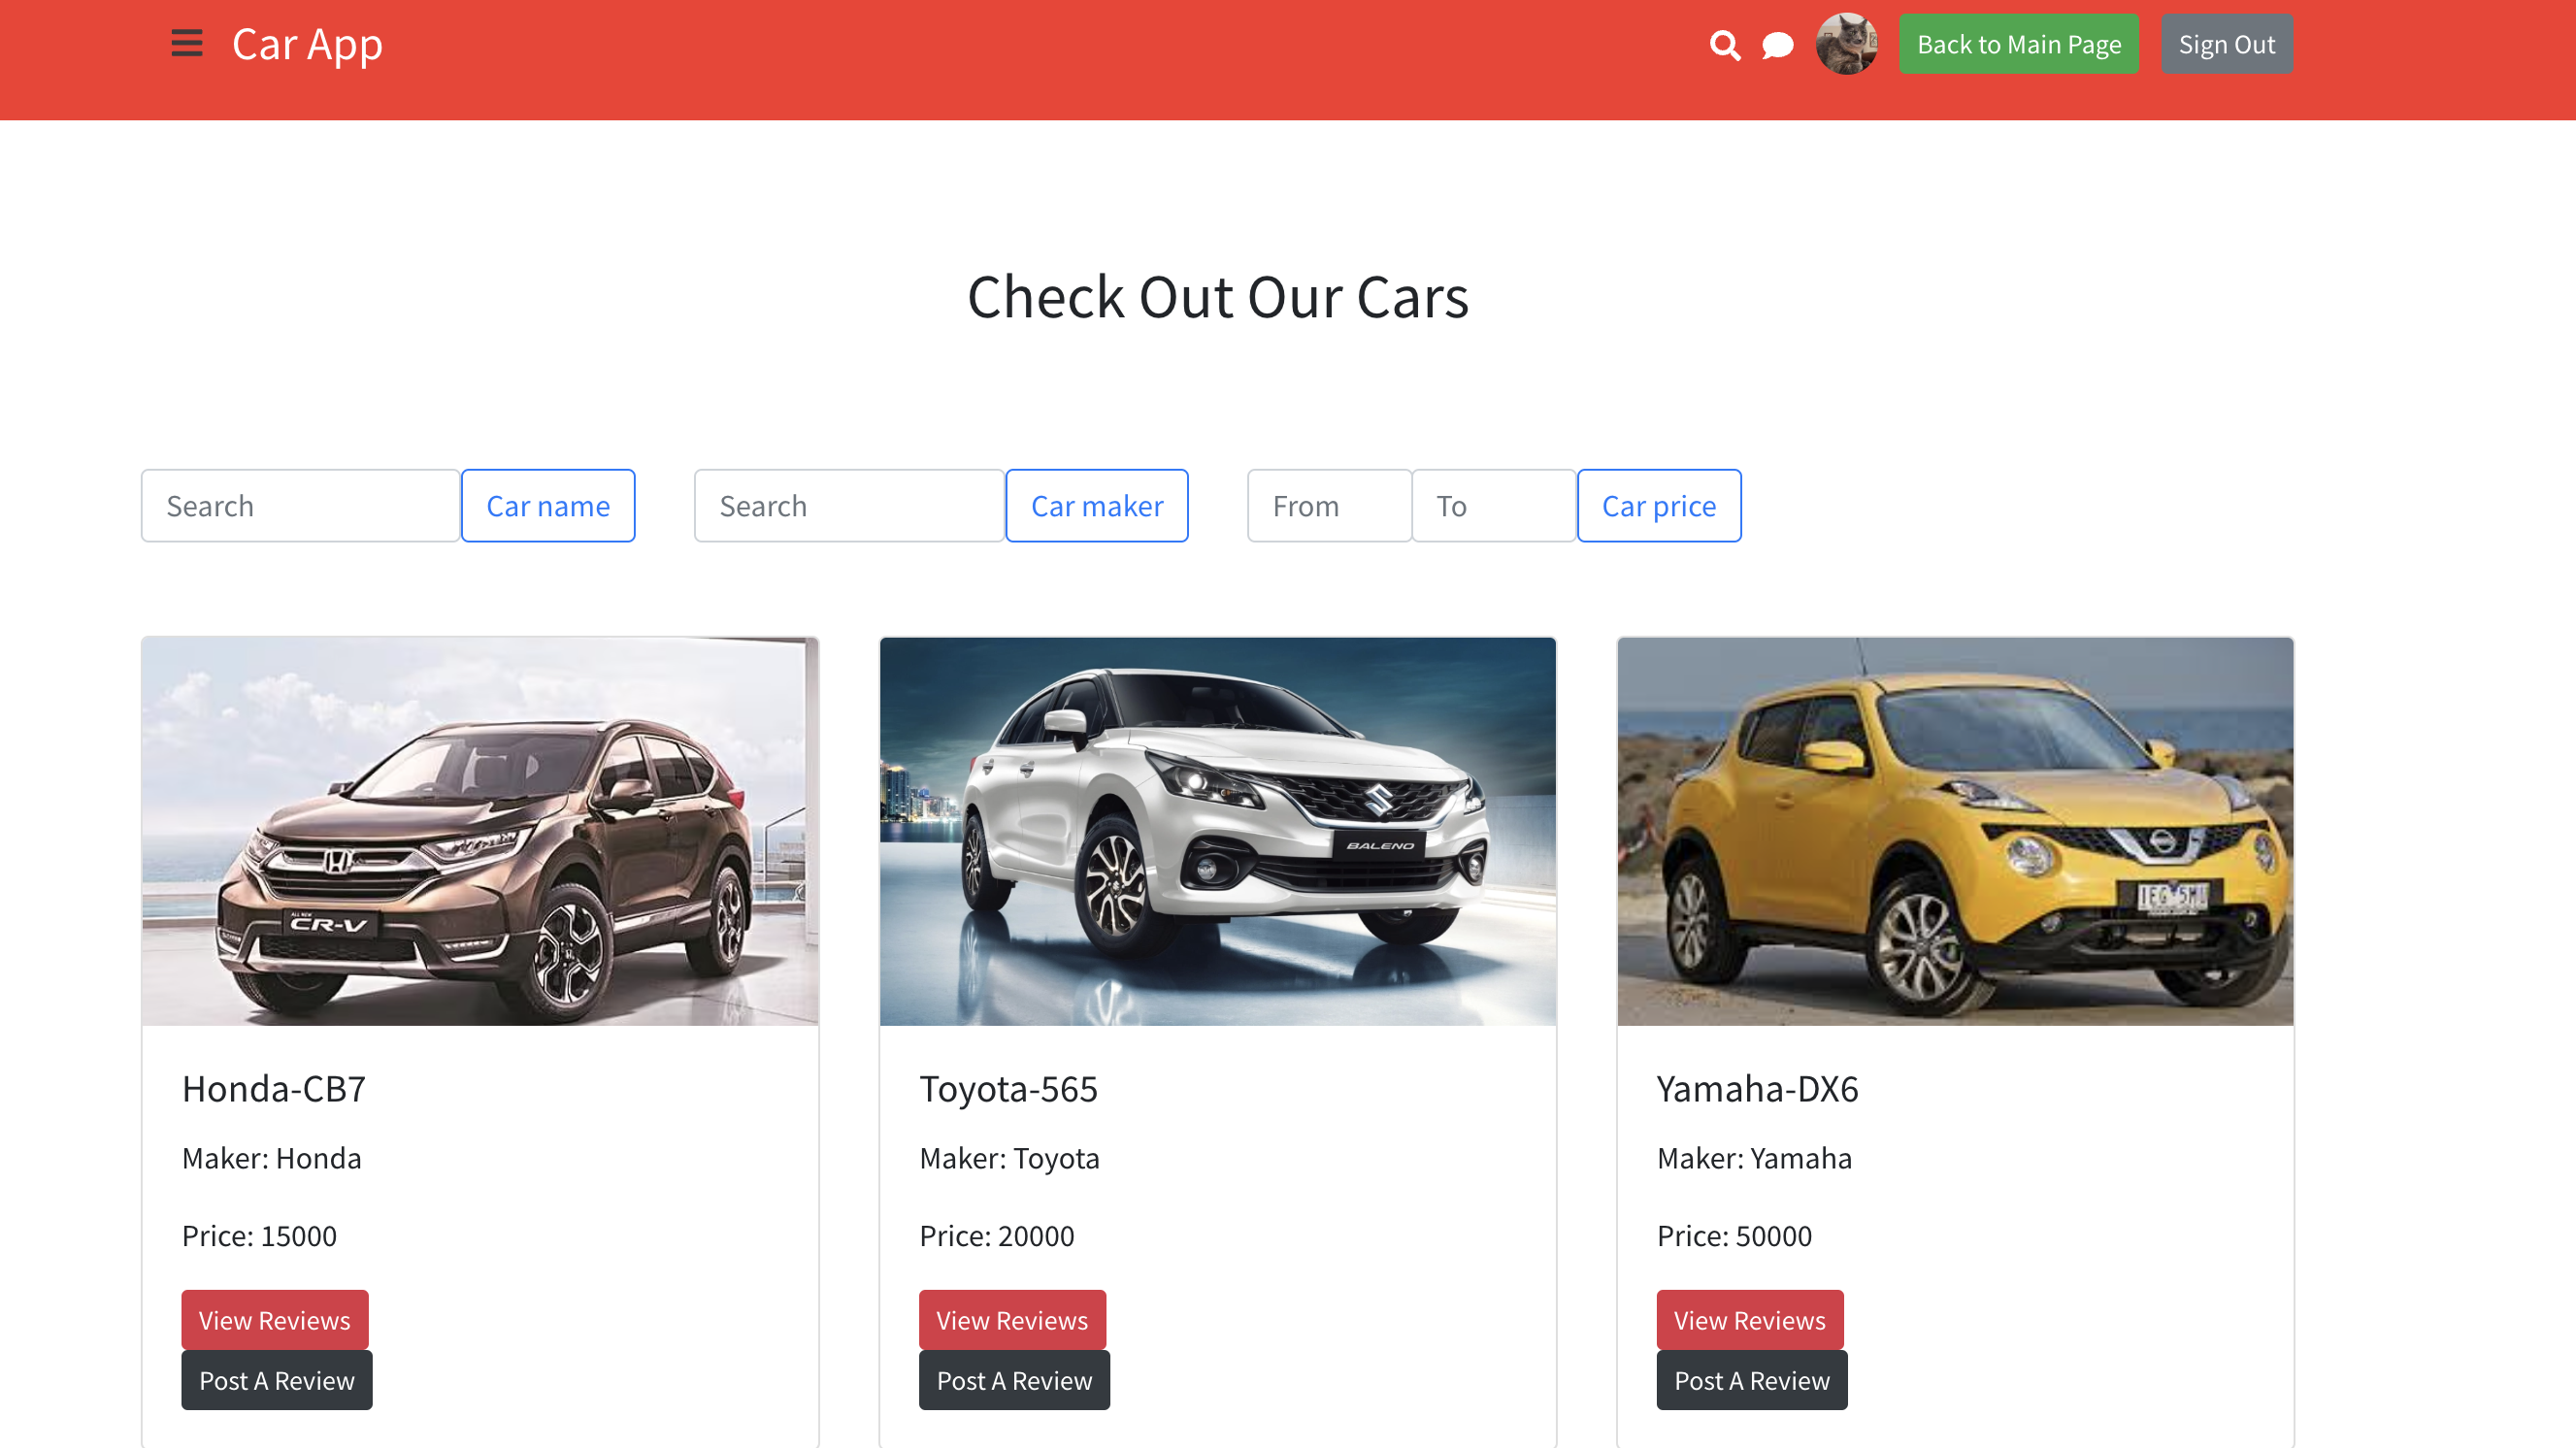 Car App
Back to Main Page
Sign Out
Check Out Our Cars
Search
Car name
Search
Car maker
From
To
Car price
ALL NEW
CR-V
BALENO
Honda-CB7
Maker: Honda
Price: 15000
View Reviews
Post A Review
Toyota-565
Maker: Toyota
Price: 20000
View Reviews
Post A Review
Yamaha-DX6
Maker: Yamaha
Price: 50000
View Reviews
Post A Review